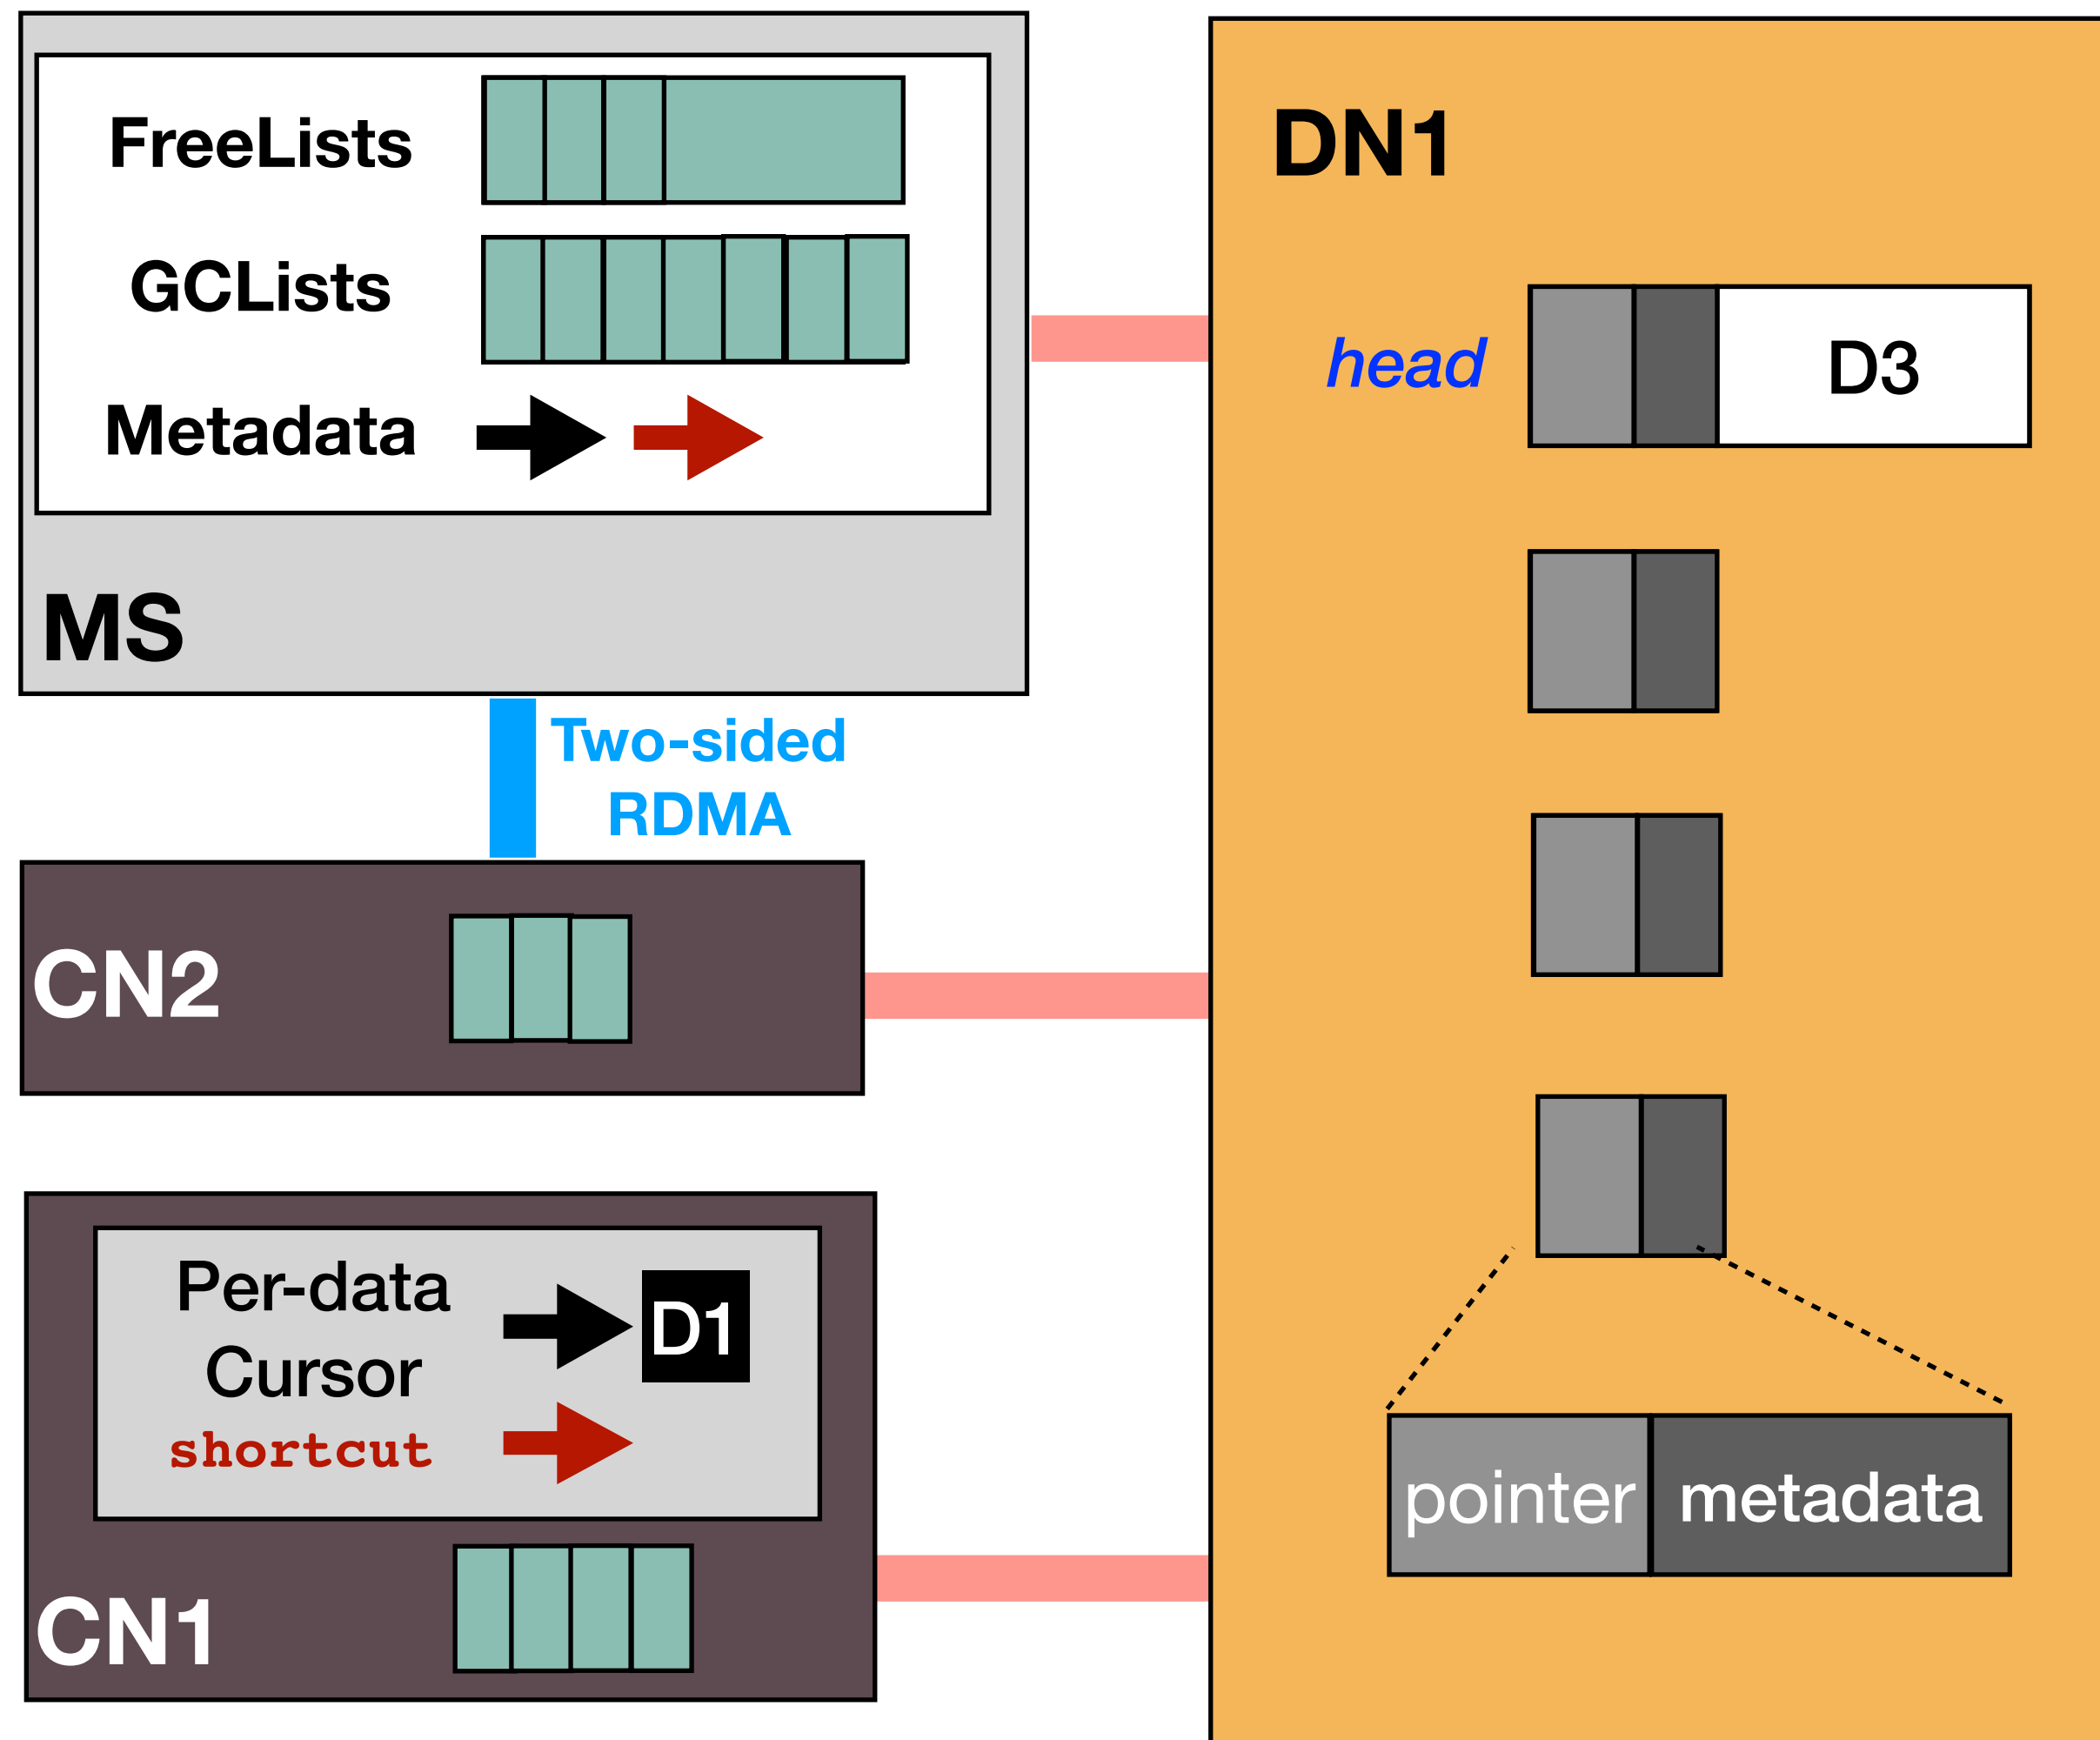 FreeLists
GCLists
Metadata
MS
Two-sided
RDMA
CN2
Per-data
Cursor
shortcut
D1
CN1
DN1
head
D3
pointer
metadata